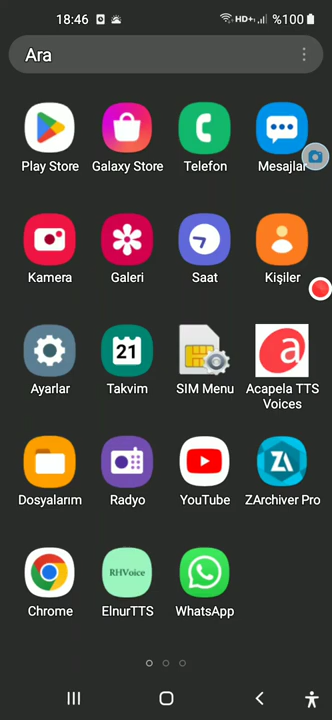 18:46
HD+
%100
Ara
Play Store
Galaxy Store
Telefon
Mesajlar
Kamera
Galeri
Saat
Kişiler
21
a
Ayarlar
Takvim
SIM Menu
Acapela TTS
Voices
ZA
Dosyalarım
Radyo
YouTube
ZArchiver Pro
RHVoice
Chrome
ElnurTTS
WhatsApp